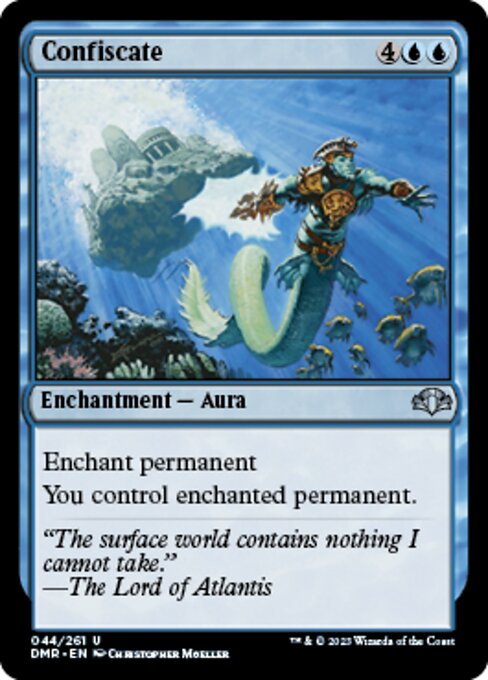 Confiscate 4
Enchantment — Aura
Enchant permanent
You control enchanted permanent.
"The surface world contains nothing I
cannot take."
—The Lord of Atlantis
044/261 U
™ & © 2023 Wizards of the Coast
DMR • EN Christopher Moeller